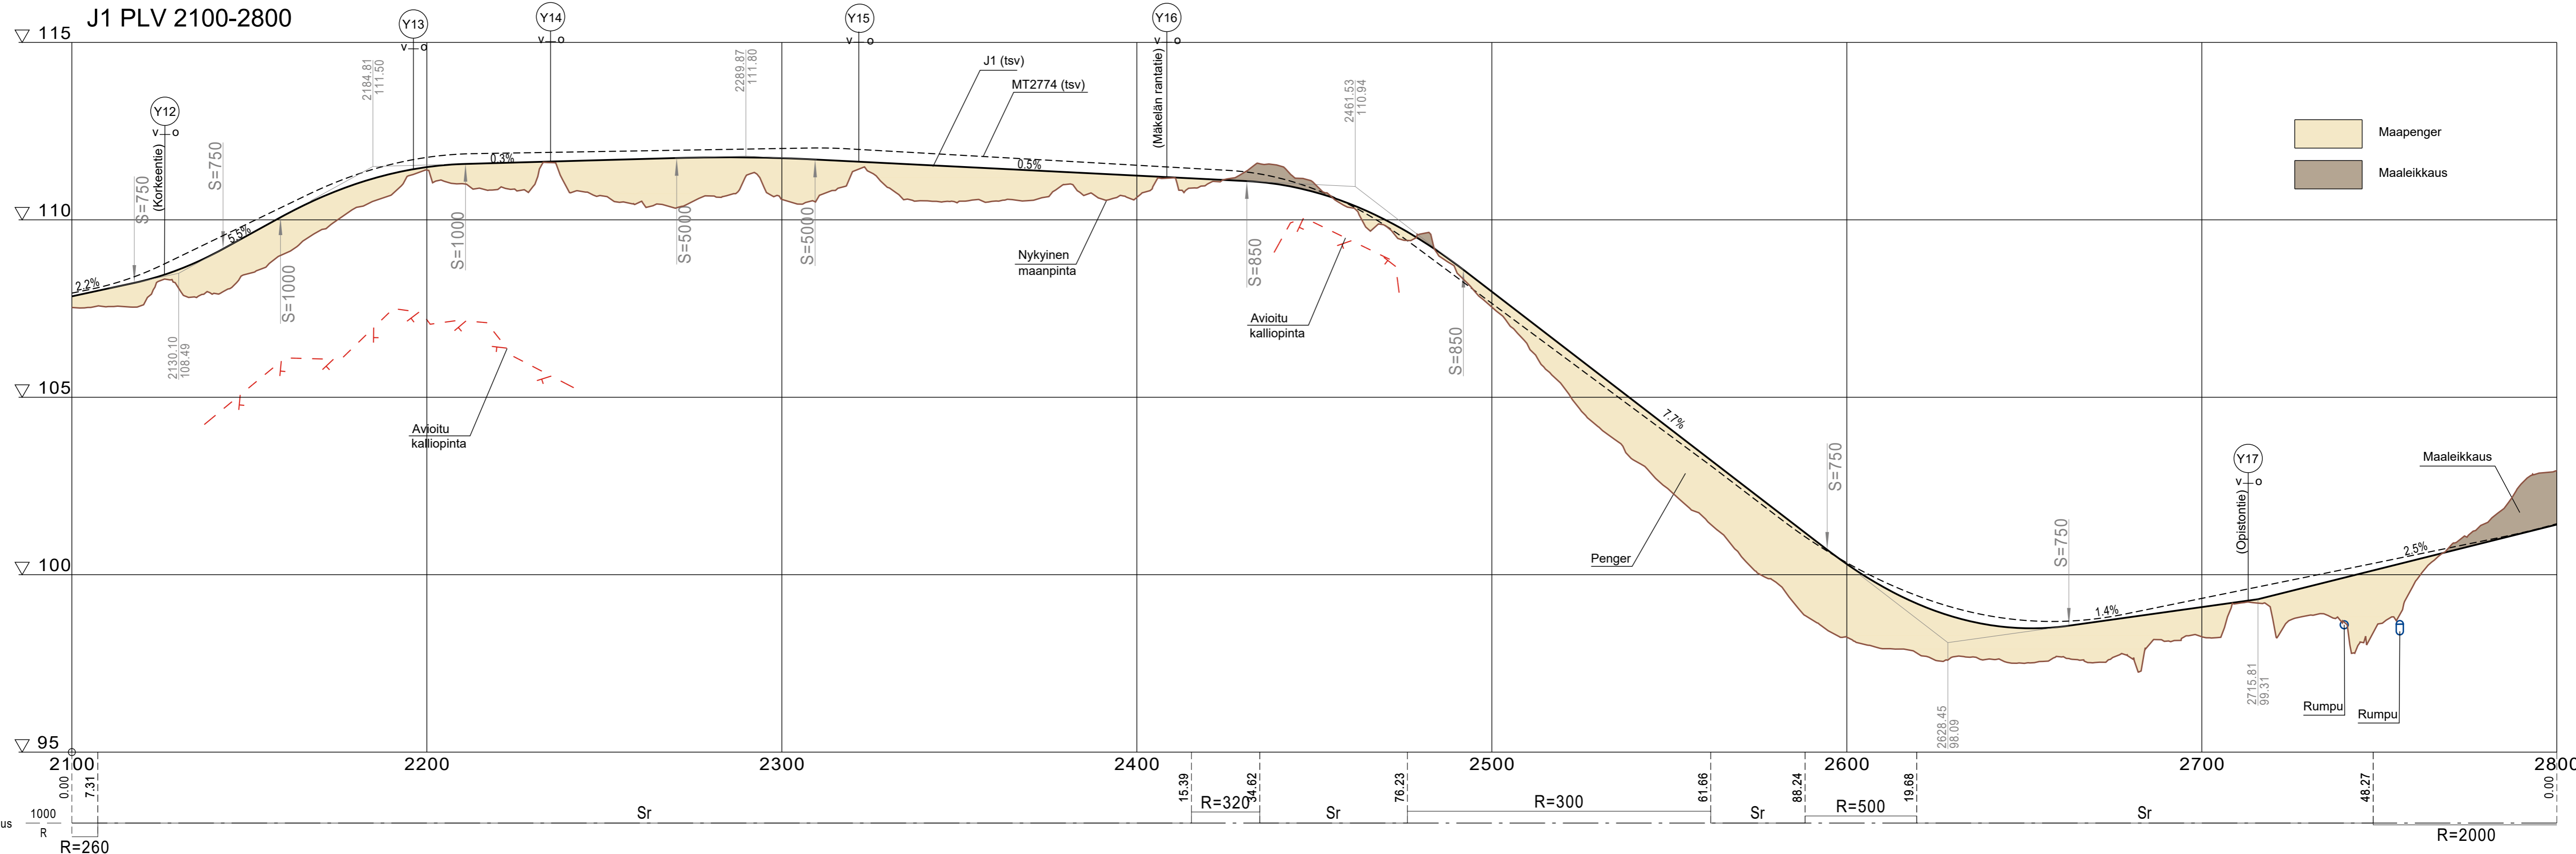 J1 PLV 2100-2800
115
110
105
100
95
Y12
v o
(Korkeentie)
Y13
v o
Y14
v o
Y15
v o
Y16
v o
(Mäkelän rantatie)
Y17
v o
(Opistontie)
2184.81
111.50
2289.87
111.80
2461.53
110.94
2130.10
108.49
2628.45
98.09
2715.81
99.31
J1 (tsv)
MT2774 (tsv)
Maapenger
Maaleikkaus
S=750
S=750
S=1000
S=1000
S=5000
S=5000
S=850
S=850
S=750
S=750
2.2%
5.5%
0.3%
0.5%
7.7%
1.4%
2.5%
Nykyinen
maanpinta
Avioitu
kalliopinta
Avioitu
kalliopinta
Penger
Maaleikkaus
Rumpu
Rumpu
2100
2200
2300
2400
2500
2600
2700
2800
0.00
7.31
15.39
34.62
76.23
61.66
88.24
19.68
48.27
0.00
us
1000
R
R=260
Sr
R=320
Sr
R=300
Sr
R=500
Sr
R=2000